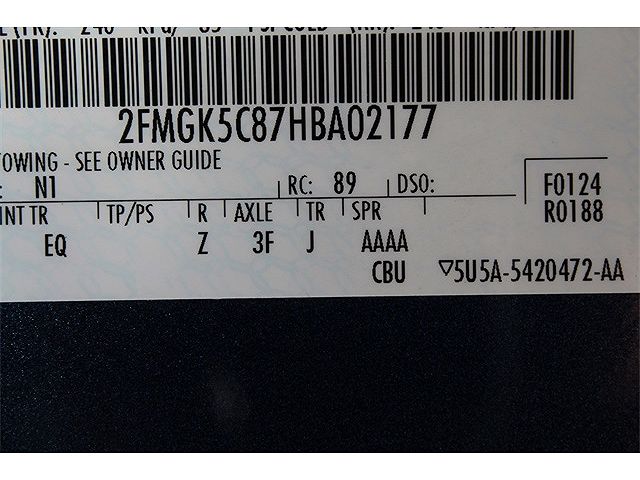 2FMGK5C87HBA02177
TOWING - SEE OWNER GUIDE
: N1 RC: 89 DSO: F0124
INT TR TP/PS R AXLE TR SPR R0188
EQ Z 3F J AAAA
CBU ▽5U5A-5420472-AA